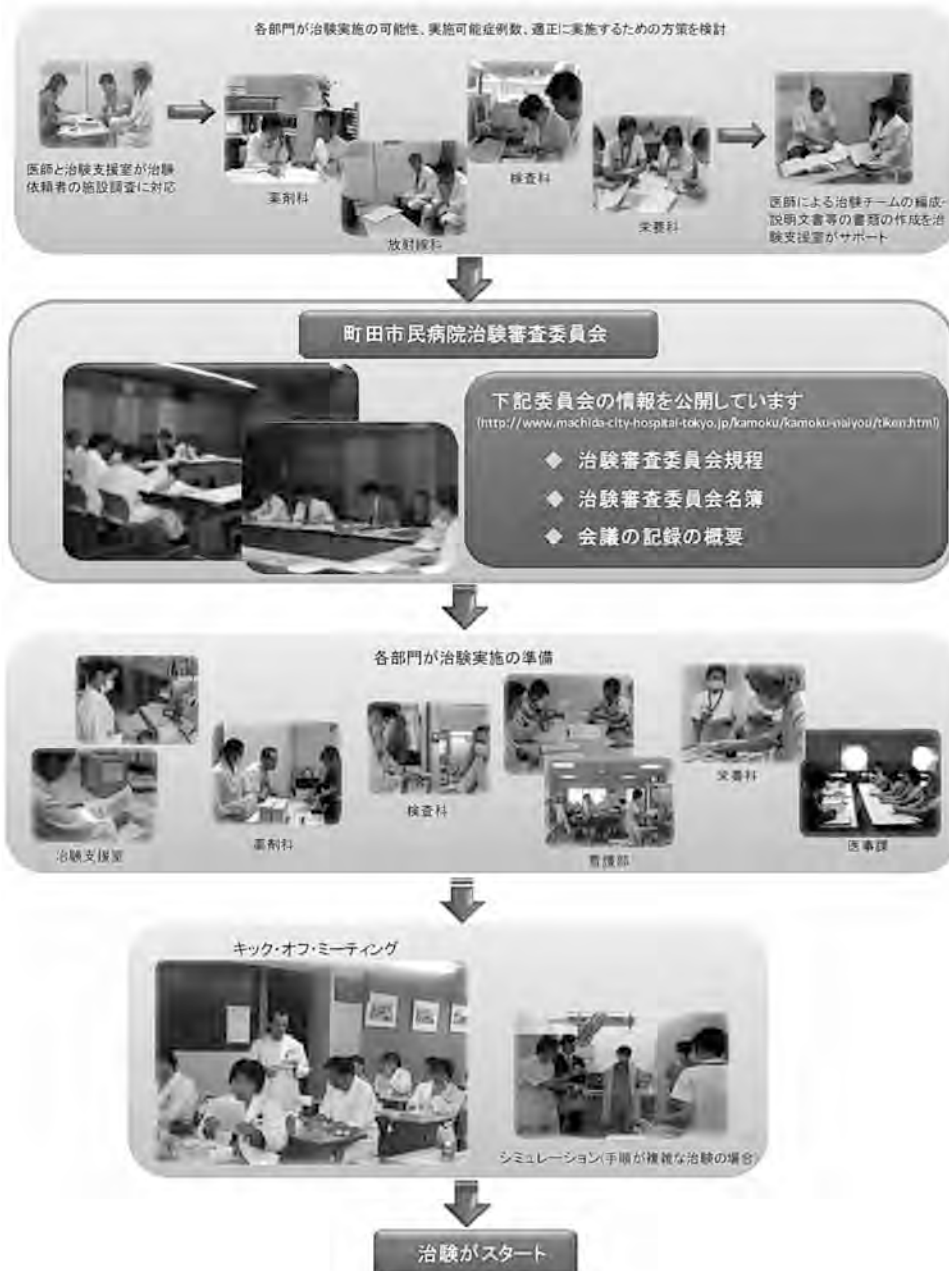 各部門が治験実施の可能性、実施可能症例数、適正に実施するための方策を検討
医師と治験支援室が治験
依頼者の施設調査に対応
薬剤科
放射線科
検査科
栄養科
医師による治験チームの編成・
説明文書等の書類の作成を治
験支援室がサポート
町田市民病院治験審査委員会
下記委員会の情報を公開しています
(http://www.machida-city-hospital-tokyo.jp/kamoku/kamoku-naiyou/tiken.html)
◆ 治験審査委員会規程
◆ 治験審査委員会名簿
◆ 会議の記録の概要
各部門が治験実施の準備
治験支援室
薬剤科
検査科
看護部
栄養科
医事課
キック・オフ・ミーティング
シミュレーション(手順が複雑な治験の場合)
治験がスタート